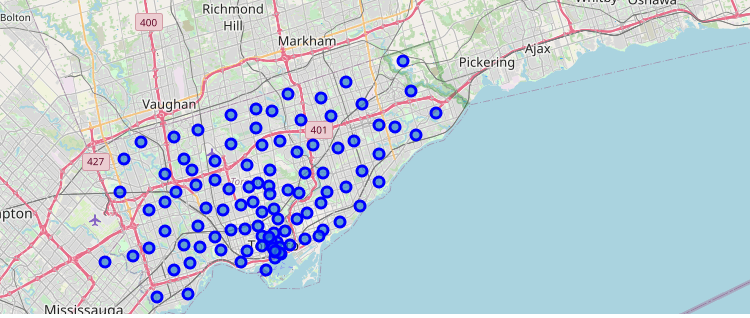 Bolton
400
Richmond
Hill
Markham
Whitby
Oshawa
Ajax
Pickering
Vaughan
401
427
Mississauga